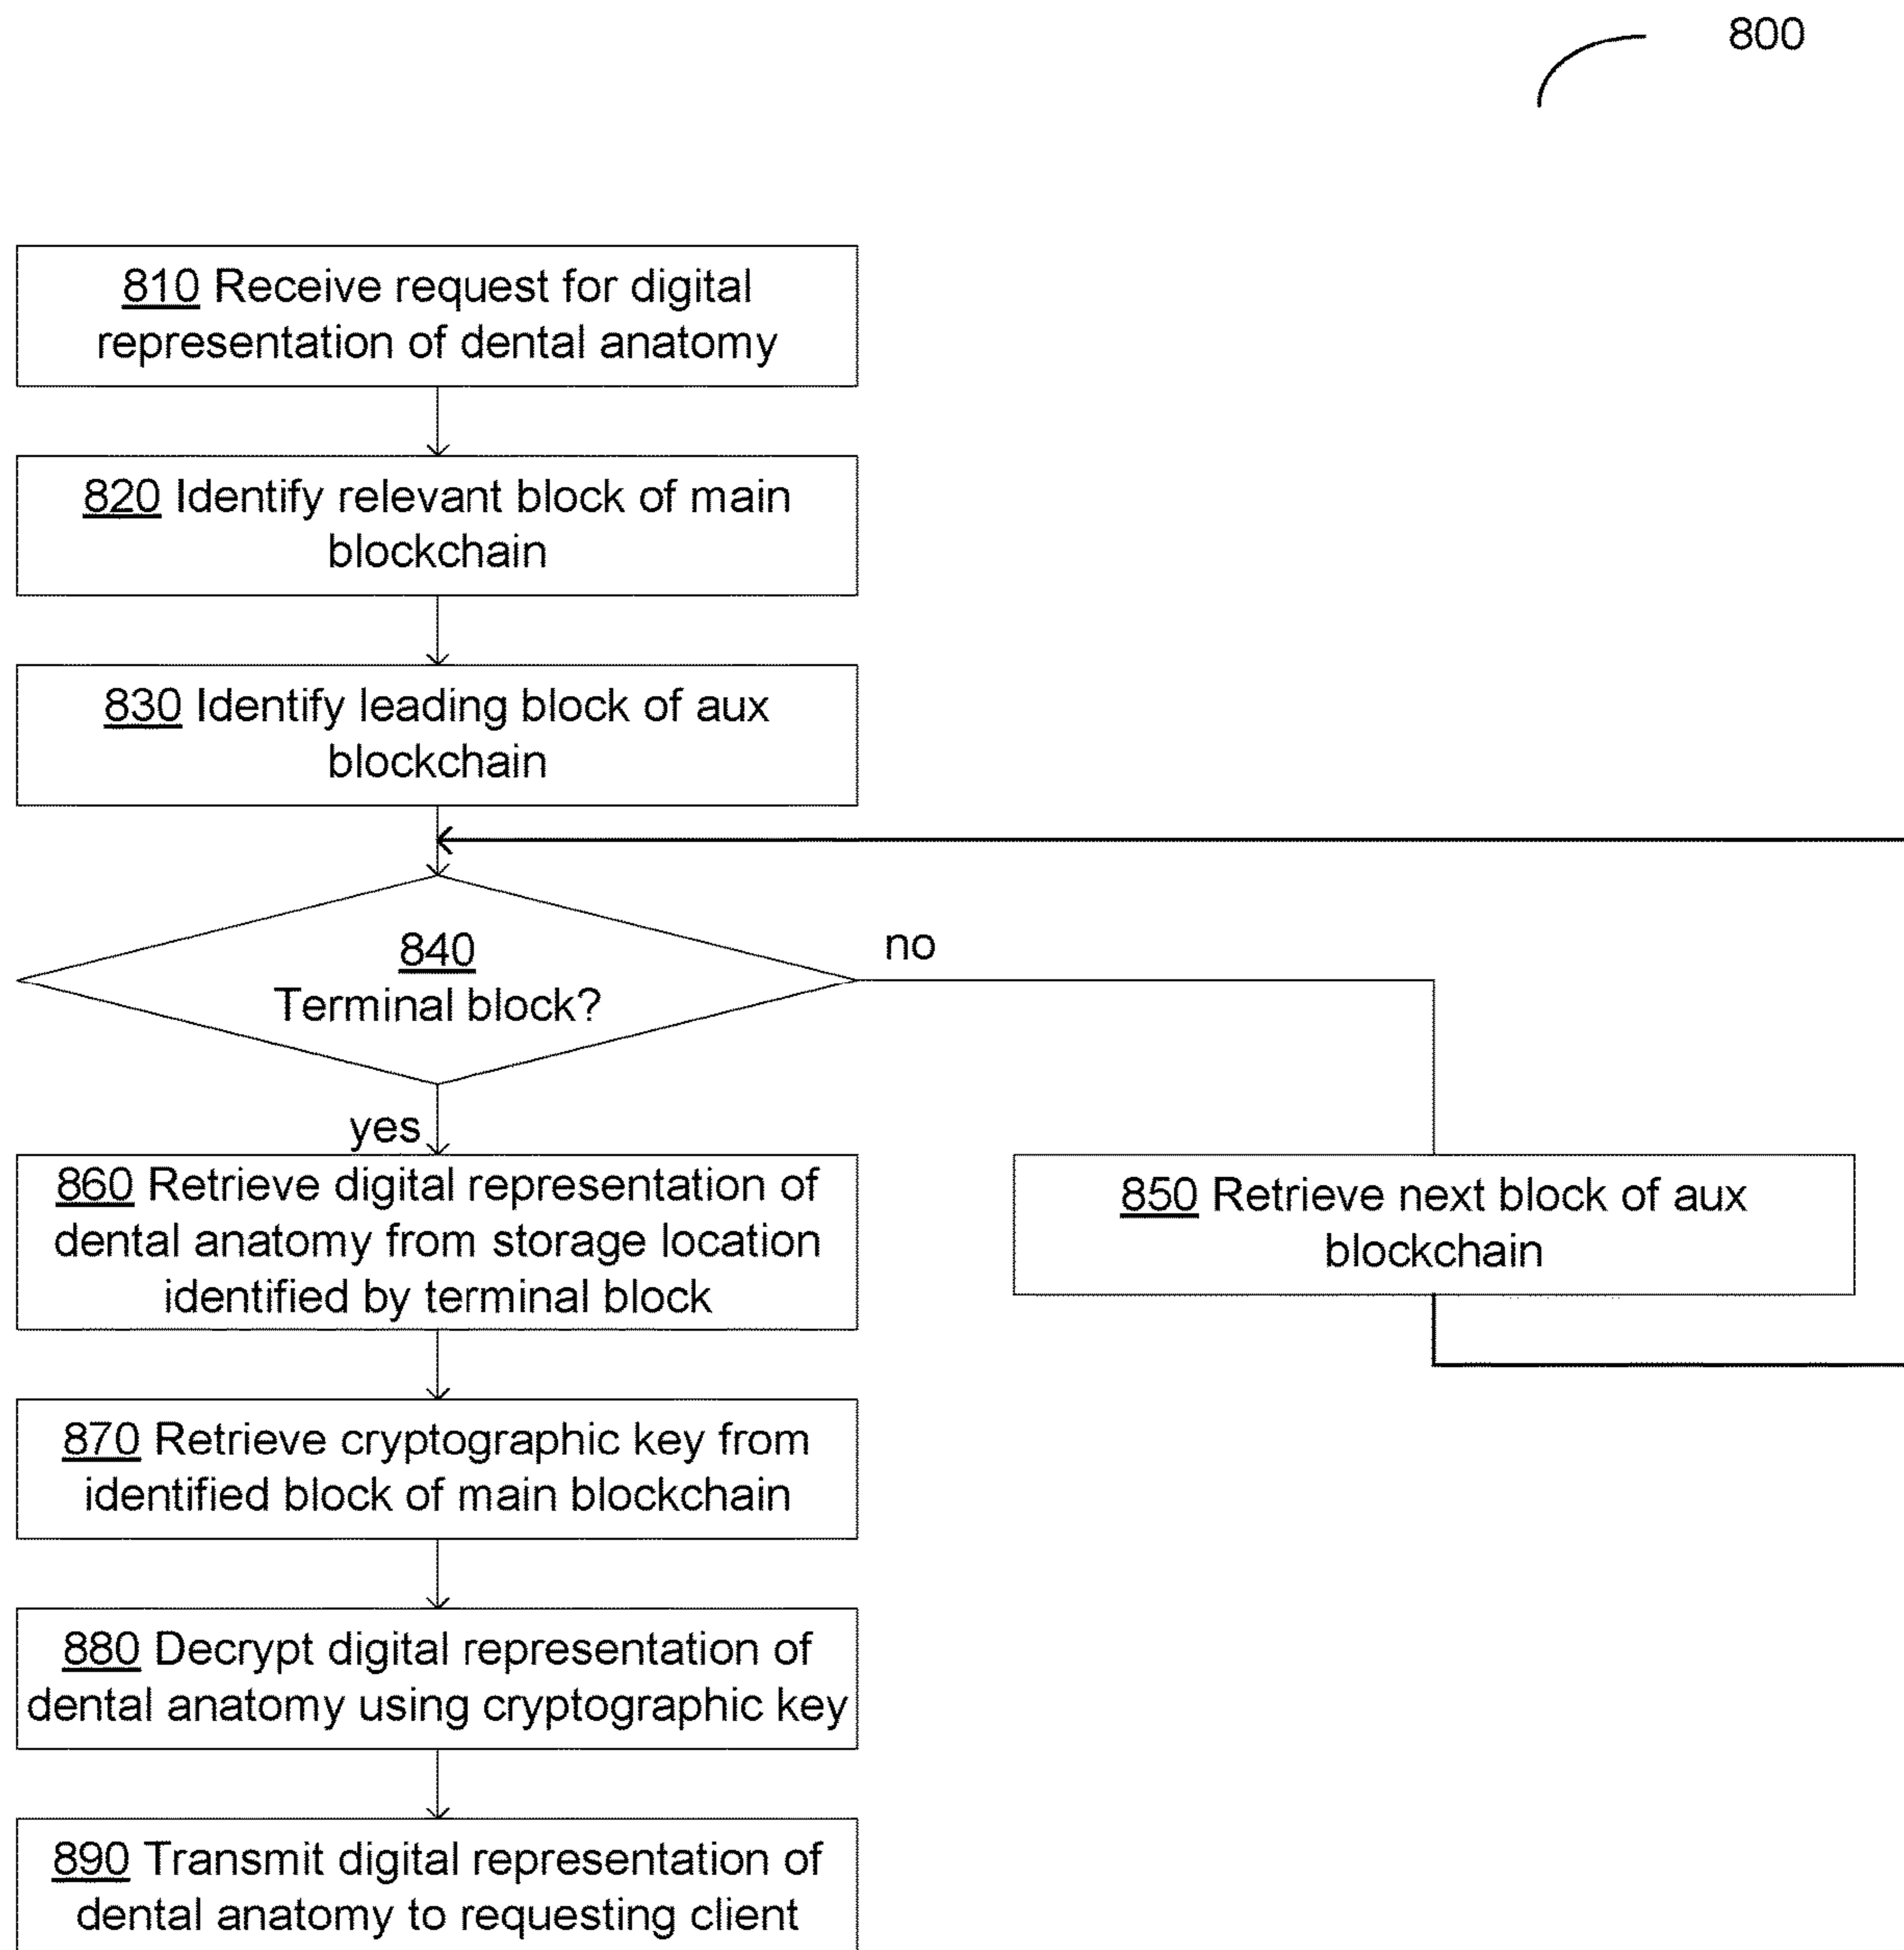 800
810 Receive request for digital
representation of dental anatomy
820 Identify relevant block of main
blockchain
830 Identify leading block of aux
blockchain
840
Terminal block?
no
yes
860 Retrieve digital representation of
dental anatomy from storage location
identified by terminal block
850 Retrieve next block of aux
blockchain
870 Retrieve cryptographic key from
identified block of main blockchain
880 Decrypt digital representation of
dental anatomy using cryptographic key
890 Transmit digital representation of
dental anatomy to requesting client